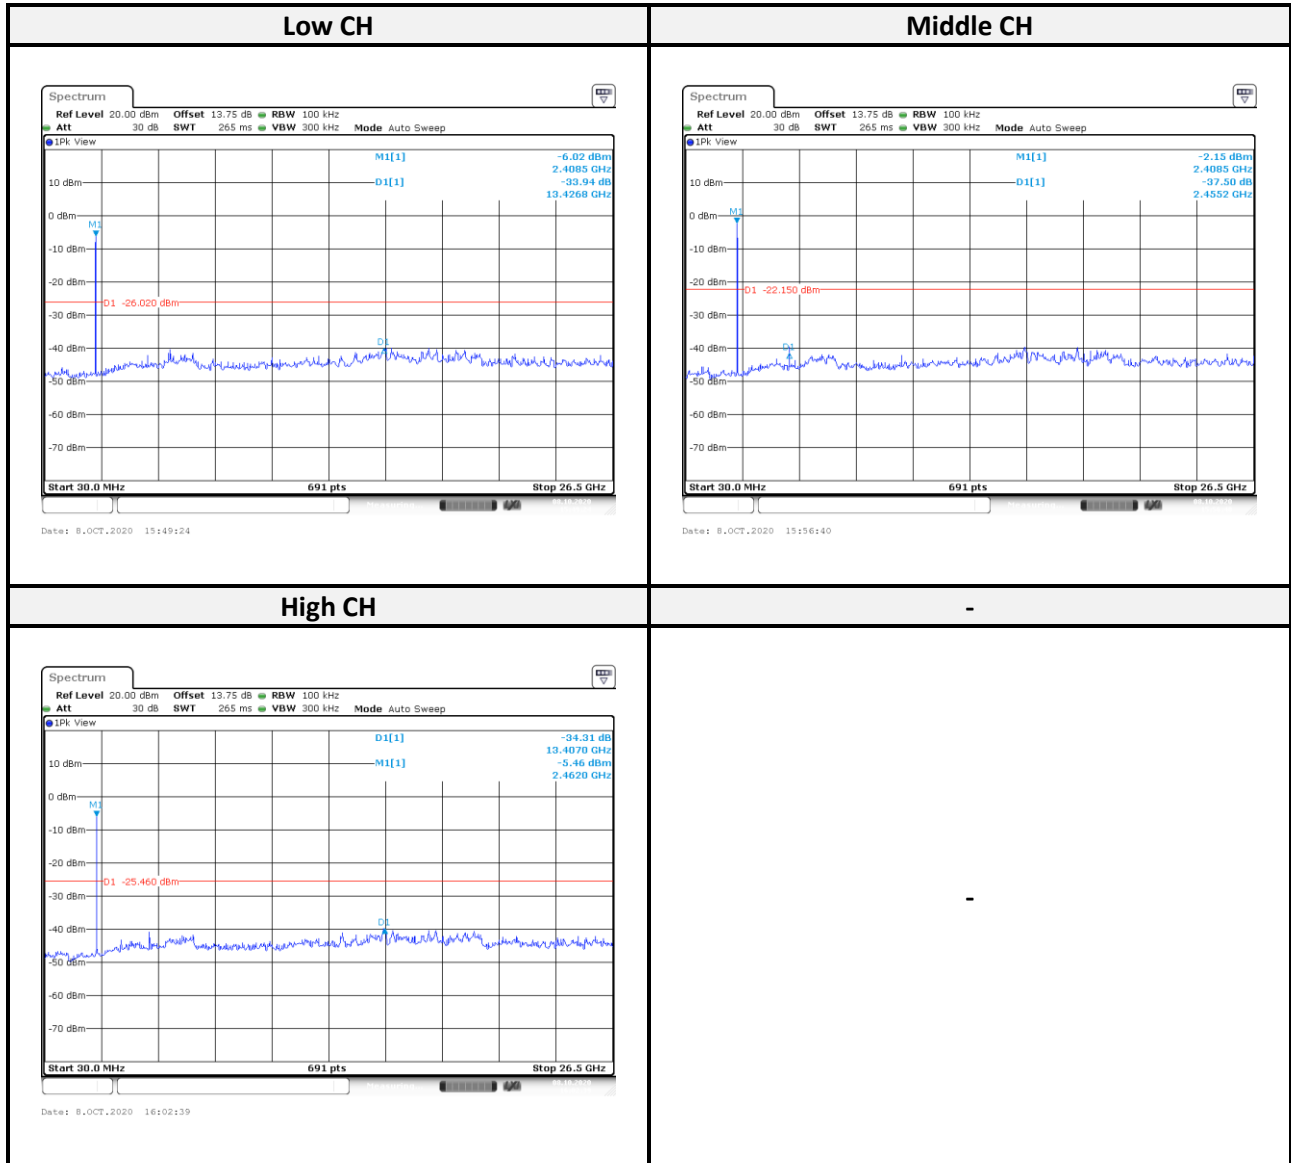 Low CH
Middle CH
Spectrum
Ref Level 20.00 dBm Offset 13.75 dB RBW 100 kHz
Att 30 dB SWT 265 ms VBW 300 kHz Mode Auto Sweep
1Pk View
M1[1] -6.02 dBm
2.4085 GHz
10 dBm D1[1] -33.94 dB
13.4268 GHz
0 dBm
M1
-10 dBm
-20 dBm
D1 -26.020 dBm
-30 dBm
-40 dBm
D1
-50 dBm
-60 dBm
-70 dBm
Start 30.0 MHz 691 pts Stop 26.5 GHz
Date: 8.OCT.2020 15:49:24
Spectrum
Ref Level 20.00 dBm Offset 13.75 dB RBW 100 kHz
Att 30 dB SWT 265 ms VBW 300 kHz Mode Auto Sweep
1Pk View
M1[1] -2.15 dBm
2.4085 GHz
10 dBm D1[1] -37.50 dB
2.4552 GHz
0 dBm
M1
-10 dBm
-20 dBm
D1 -22.150 dBm
-30 dBm
-40 dBm
D1
-50 dBm
-60 dBm
-70 dBm
Start 30.0 MHz 691 pts Stop 26.5 GHz
Date: 8.OCT.2020 15:56:40
High CH
-
Spectrum
Ref Level 20.00 dBm Offset 13.75 dB RBW 100 kHz
Att 30 dB SWT 265 ms VBW 300 kHz Mode Auto Sweep
1Pk View
D1[1] -34.31 dB
13.4070 GHz
10 dBm M1[1] -5.46 dBm
2.4620 GHz
0 dBm
M1
-10 dBm
-20 dBm
D1 -25.460 dBm
-30 dBm
-40 dBm
D1
-50 dBm
-60 dBm
-70 dBm
Start 30.0 MHz 691 pts Stop 26.5 GHz
Date: 8.OCT.2020 16:02:39
-